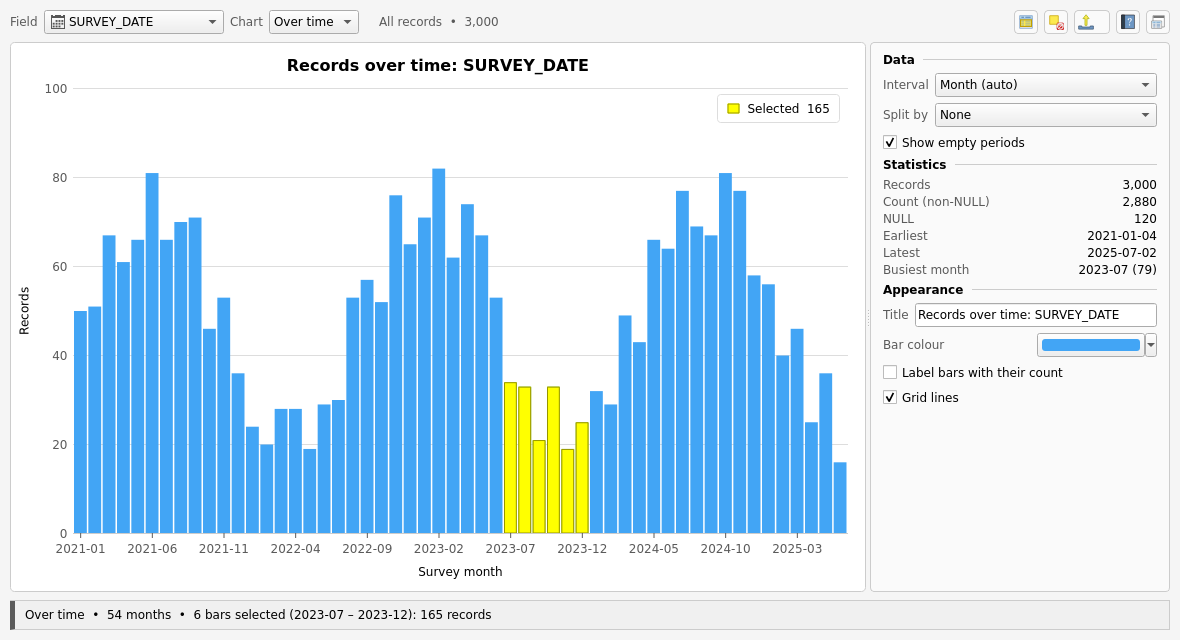 Field SURVEY_DATE Chart Over time All records • 3,000
Records over time: SURVEY_DATE
Selected 165
100
80
60
40
20
0
Records
2021-01 2021-06 2021-11 2022-04 2022-09 2023-02 2023-07 2023-12 2024-05 2024-10 2025-03
Survey month
Data
Interval Month (auto)
Split by None
Show empty periods
Statistics
Records 3,000
Count (non-NULL) 2,880
NULL 120
Earliest 2021-01-04
Latest 2025-07-02
Busiest month 2023-07 (79)
Appearance
Title Records over time: SURVEY_DATE
Bar colour
Label bars with their count
Grid lines
Over time • 54 months • 6 bars selected (2023-07 – 2023-12): 165 records